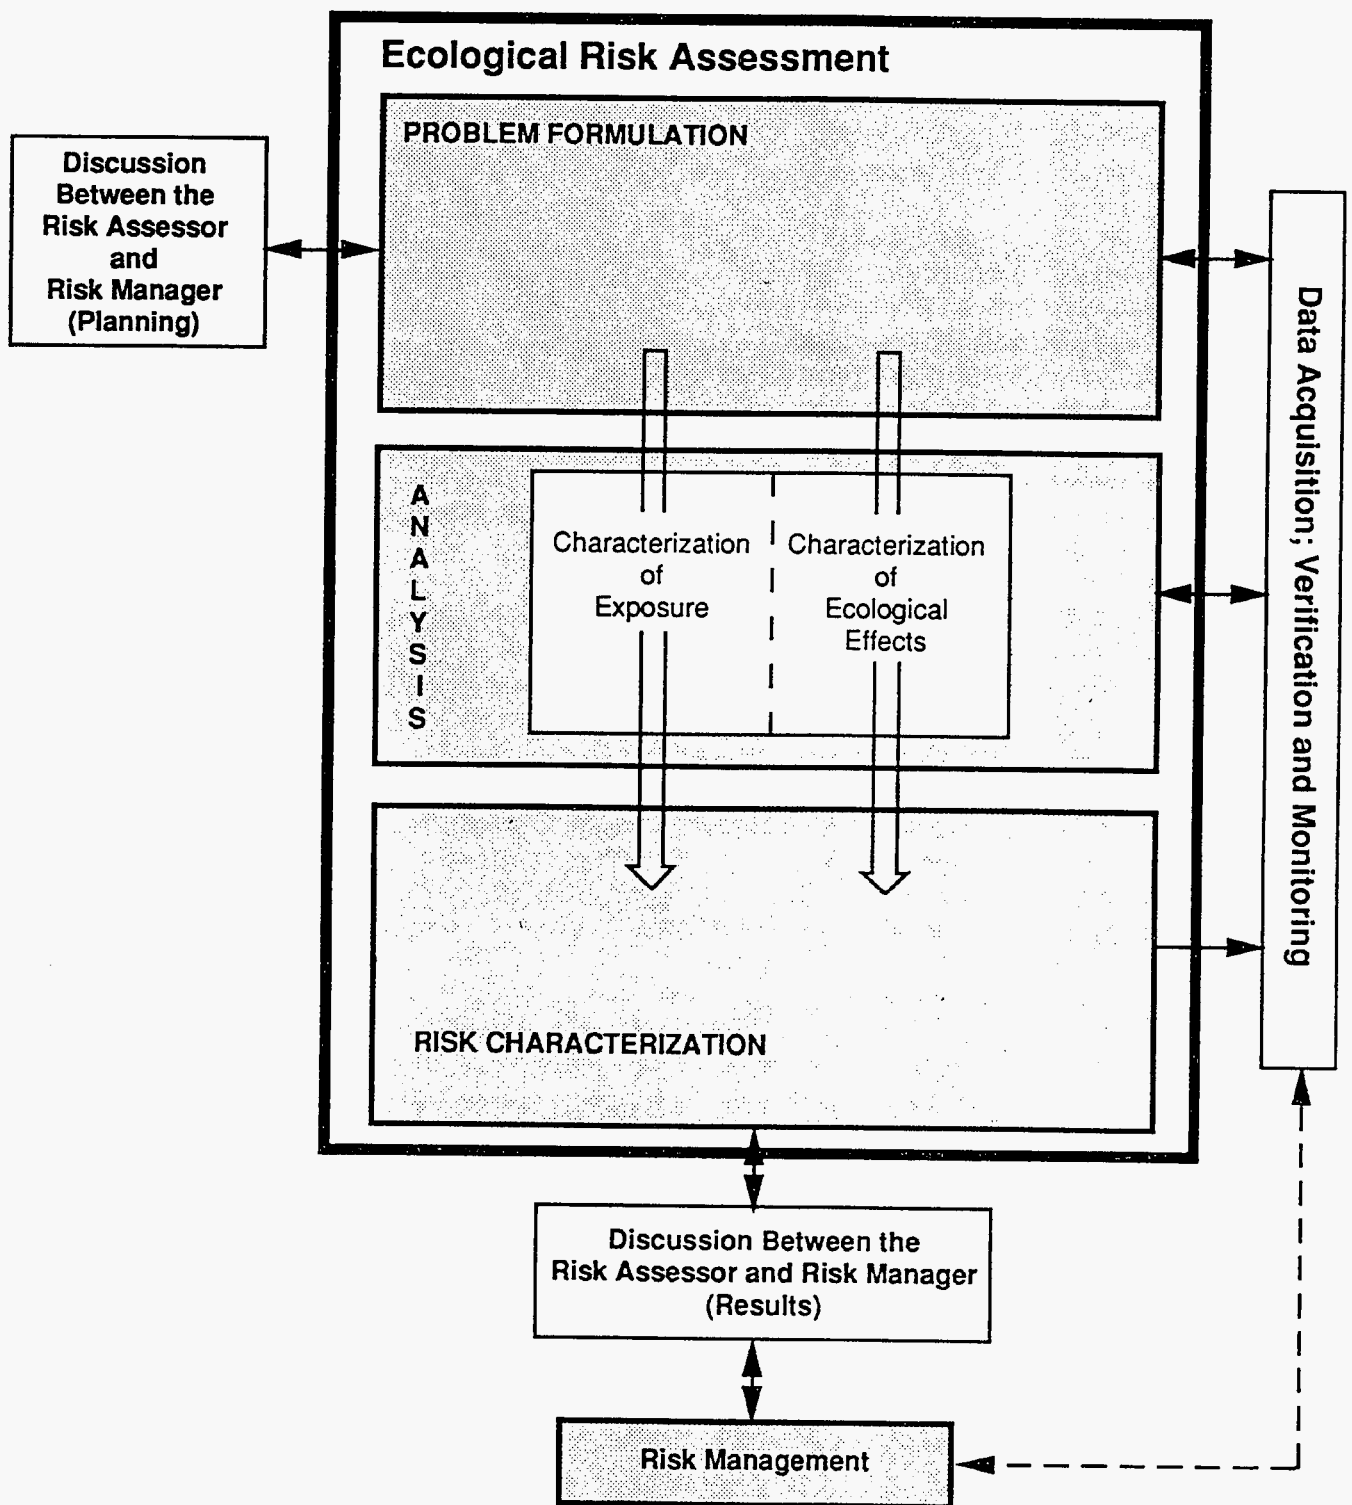 Ecological Risk Assessment
PROBLEM FORMULATION
Discussion
Between the
Risk Assessor
and
Risk Manager
(Planning)
ANALYSIS
Characterization
of
Exposure
Characterization
of
Ecological
Effects
Data Acquisition; Verification and Monitoring
RISK CHARACTERIZATION
Discussion Between the
Risk Assessor and Risk Manager
(Results)
Risk Management